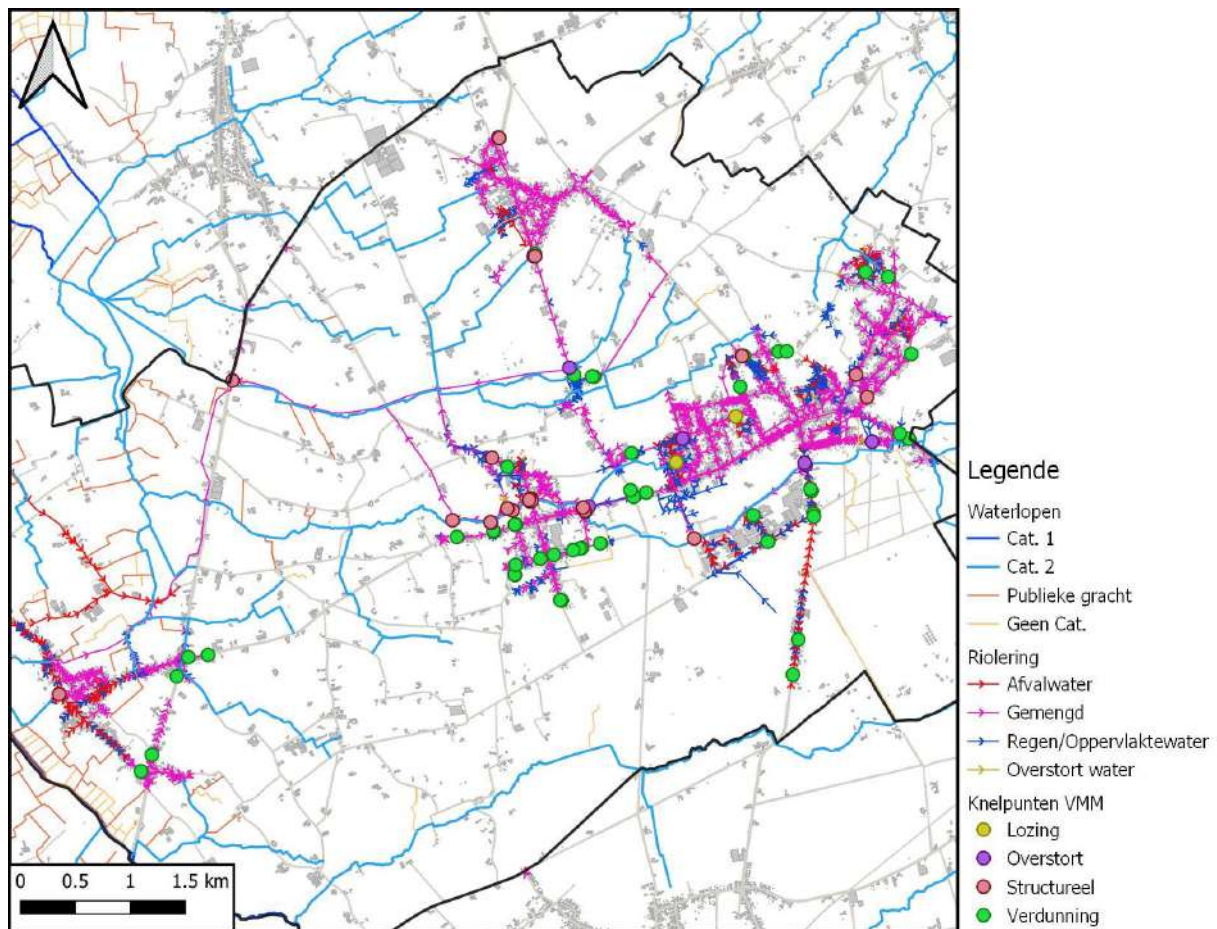 Legende
Waterlopen
Cat. 1
Cat. 2
Publieke gracht
Geen Cat.
Riolering
Afvalwater
Gemengd
Regen/Oppervlaktewater
Overstort water
Knelpunten VMM
Lozing
Overstort
Structureel
Verdunning
0 0.5 1 1.5 km